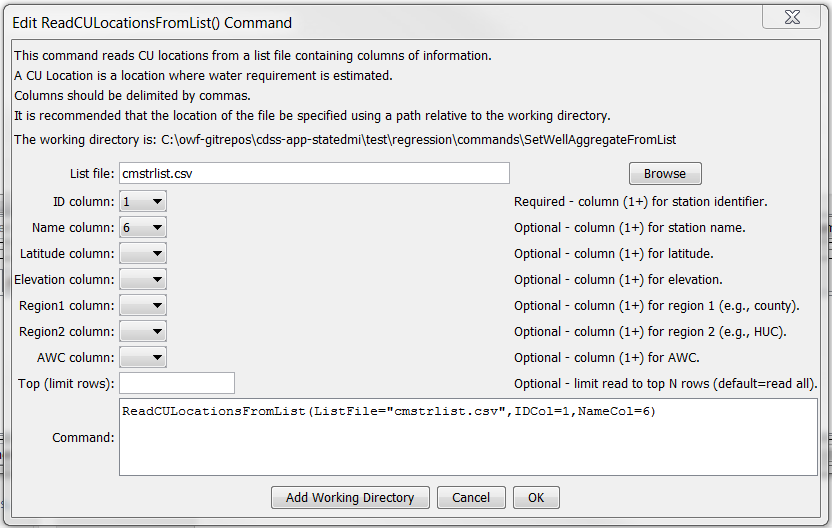 Edit ReadCULocationsFromList() Command
This command reads CU locations from a list file containing columns of information.
A CU Location is a location where water requirement is estimated.
Columns should be delimited by commas.
It is recommended that the location of the file be specified using a path relative to the working directory.
The working directory is: C:\owf-gitrepos\cdss-app-statedmi\test\regression\commands\SetWellAggregateFromList
List file: cmstrlist.csv Browse
ID column: 1 Required - column (1+) for station identifier.
Name column: 6 Optional - column (1+) for station name.
Latitude column: Optional - column (1+) for latitude.
Elevation column: Optional - column (1+) for elevation.
Region1 column: Optional - column (1+) for region 1 (e.g., county).
Region2 column: Optional - column (1+) for region 2 (e.g., HUC).
AWC column: Optional - column (1+) for AWC.
Top (limit rows): Optional - limit read to top N rows (default=read all).
Command: ReadCULocationsFromList(ListFile="cmstrlist.csv",IDCol=1,NameCol=6)
Add Working Directory Cancel OK